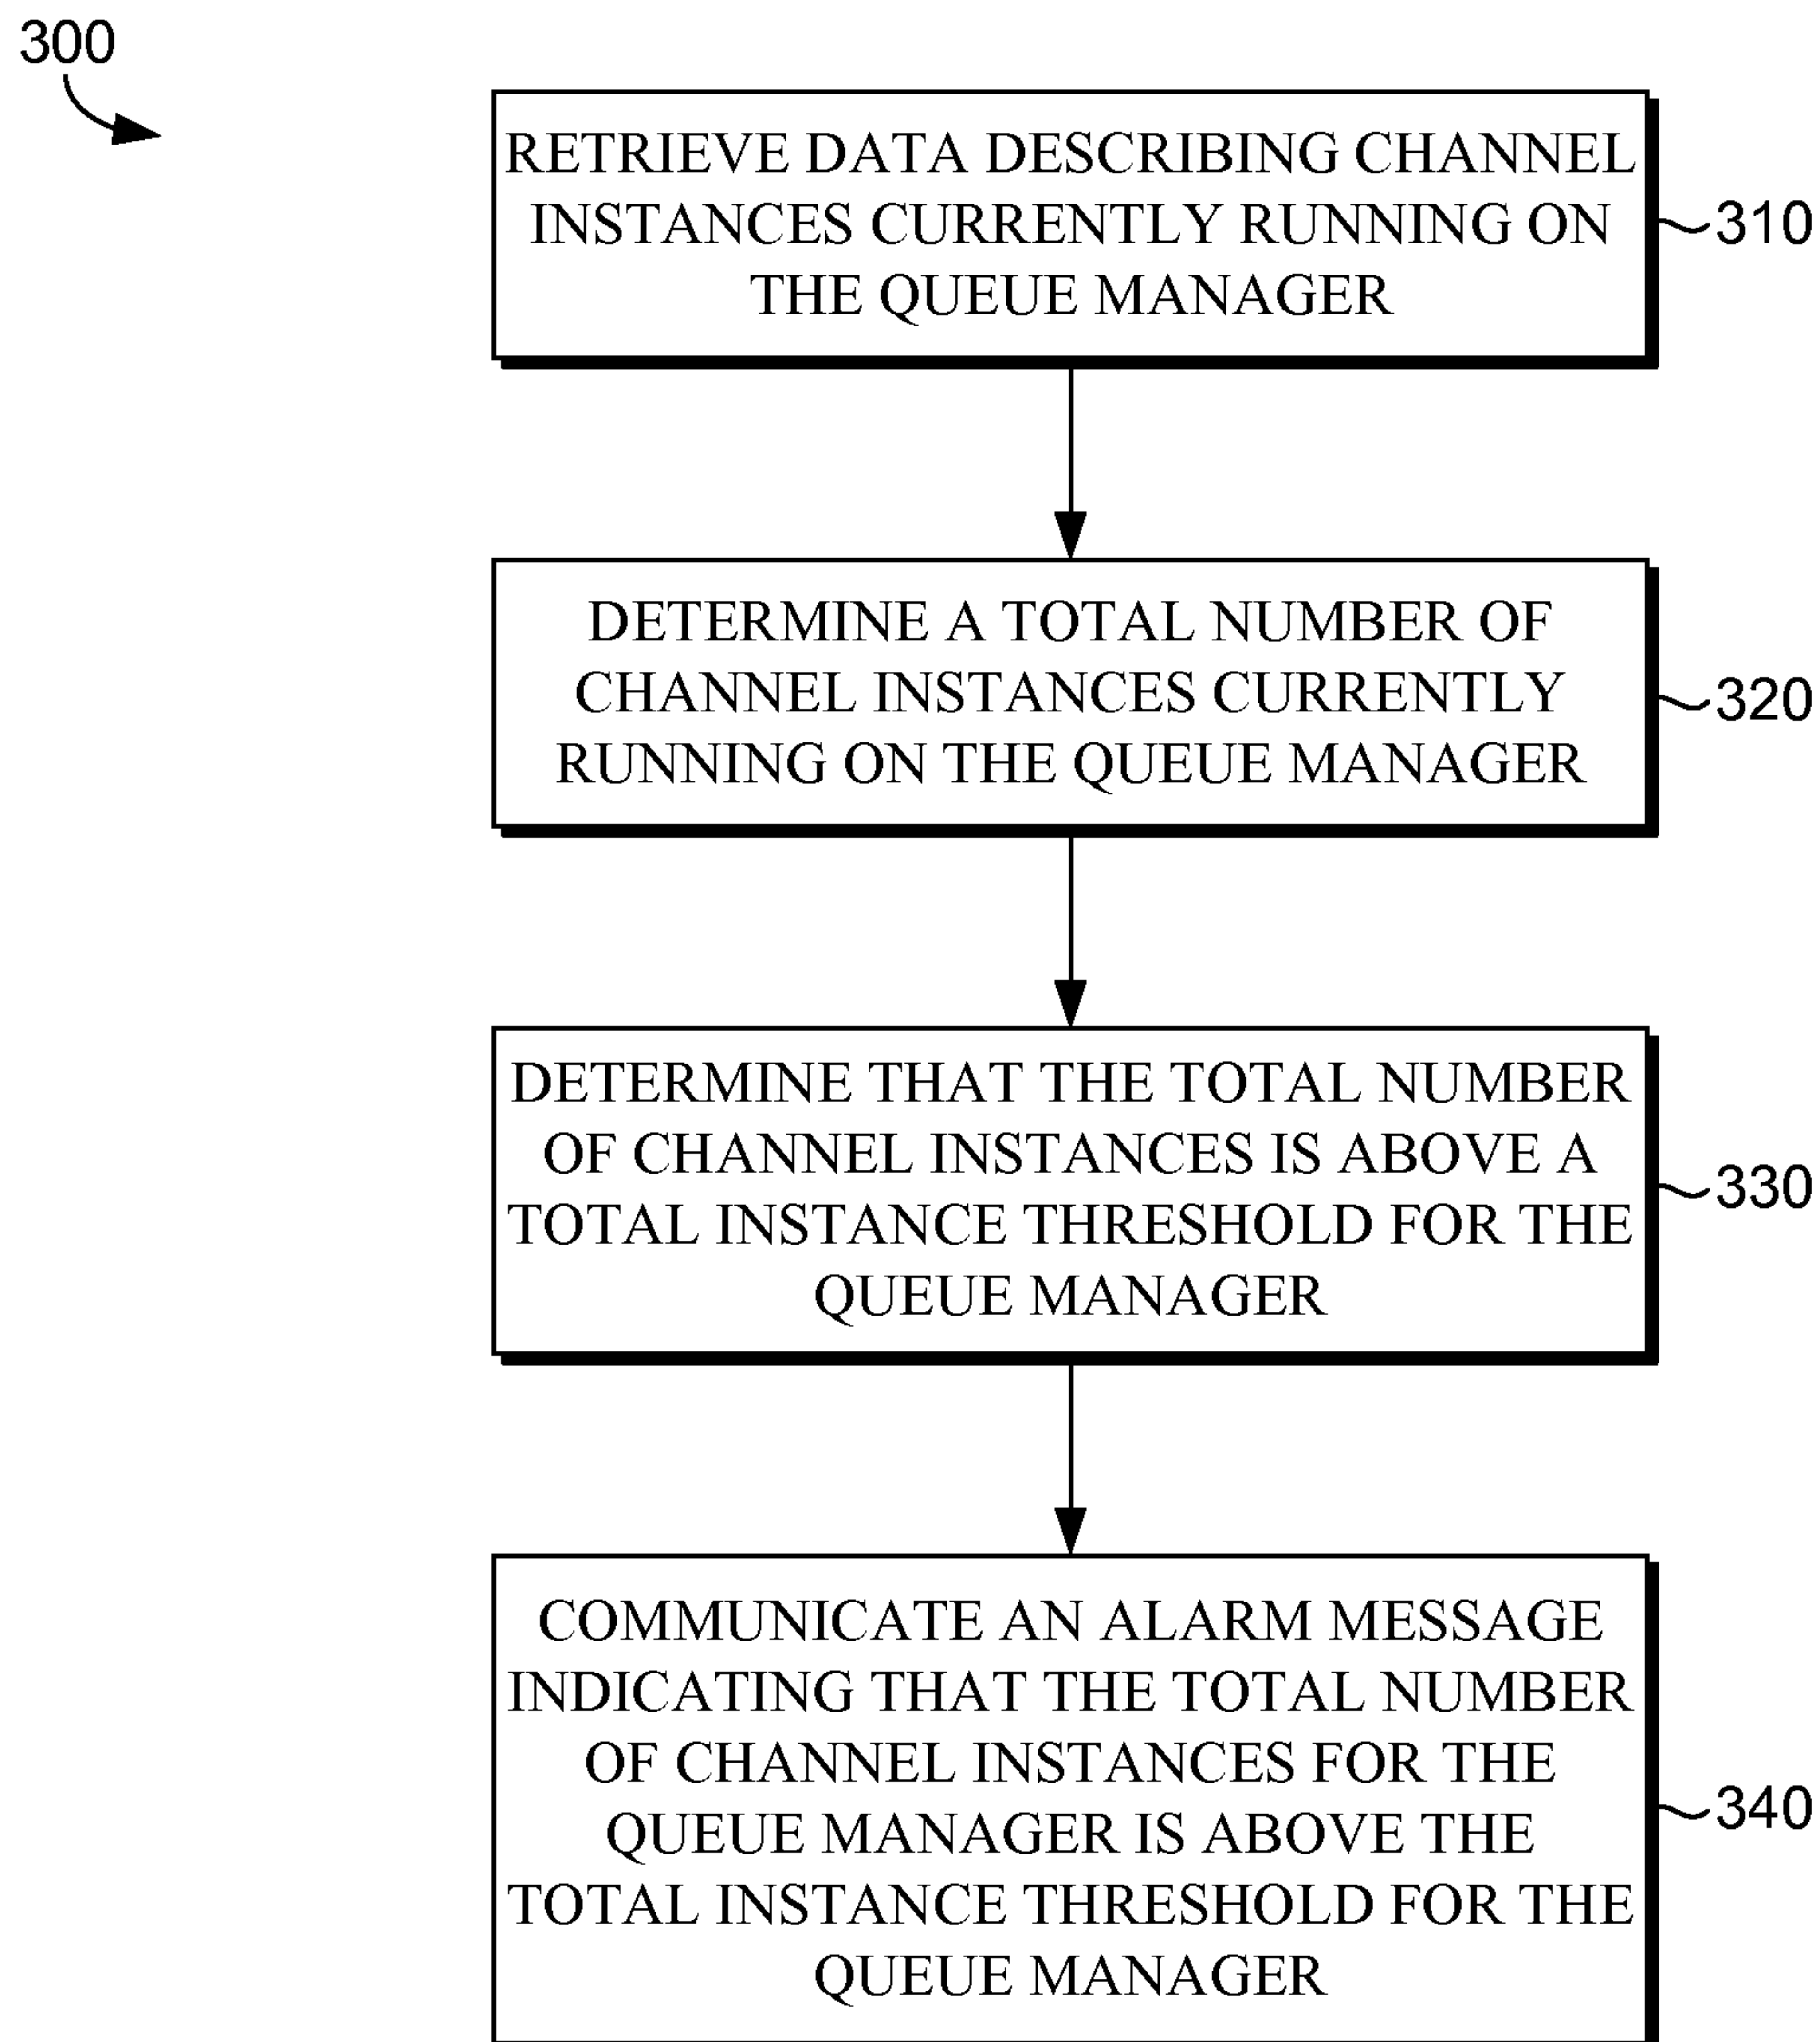 300
RETRIEVE DATA DESCRIBING CHANNEL
INSTANCES CURRENTLY RUNNING ON
THE QUEUE MANAGER
310
DETERMINE A TOTAL NUMBER OF
CHANNEL INSTANCES CURRENTLY
RUNNING ON THE QUEUE MANAGER
320
DETERMINE THAT THE TOTAL NUMBER
OF CHANNEL INSTANCES IS ABOVE A
TOTAL INSTANCE THRESHOLD FOR THE
QUEUE MANAGER
330
COMMUNICATE AN ALARM MESSAGE
INDICATING THAT THE TOTAL NUMBER
OF CHANNEL INSTANCES FOR THE
QUEUE MANAGER IS ABOVE THE
TOTAL INSTANCE THRESHOLD FOR THE
QUEUE MANAGER
340